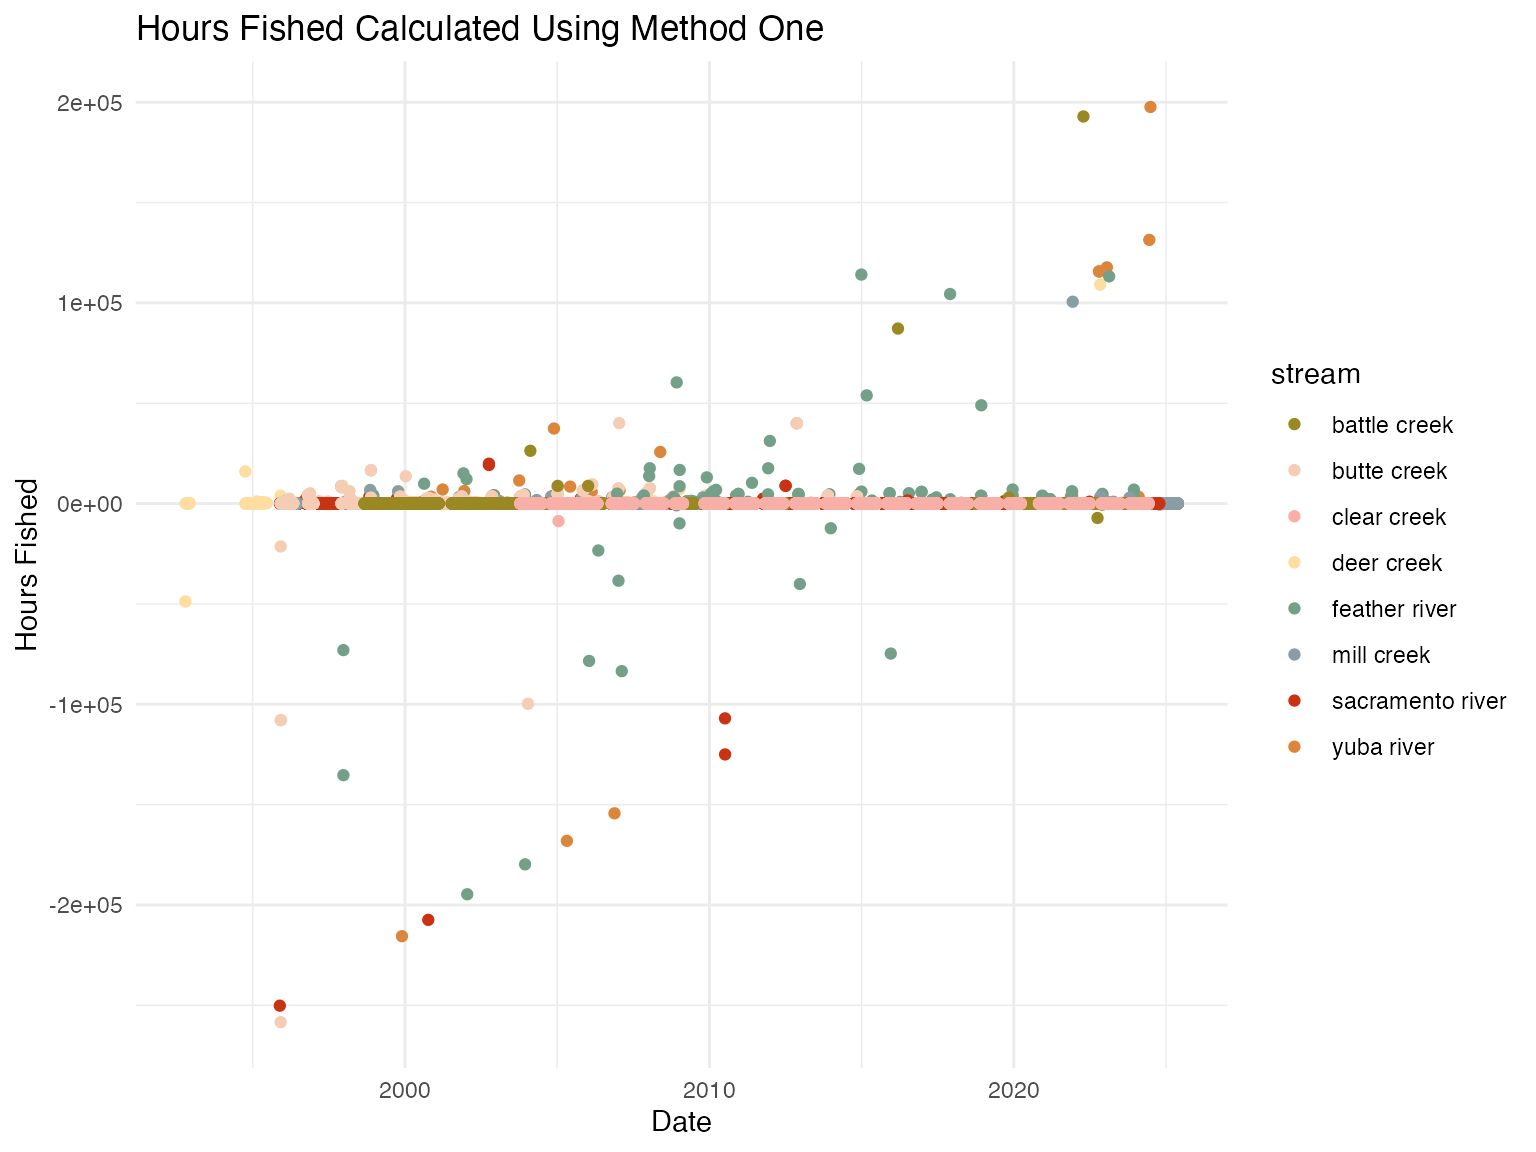 Hours Fished Calculated Using Method One
2e+05
1e+05
0e+00
-1e+05
-2e+05
Hours Fished
2000
2010
2020
Date
stream
battle creek
butte creek
clear creek
deer creek
feather river
mill creek
sacramento river
yuba river